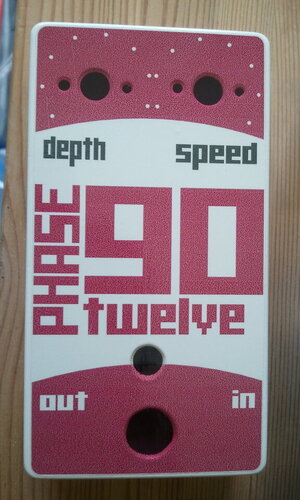 depth speed
PHASE
90
twelve
out in